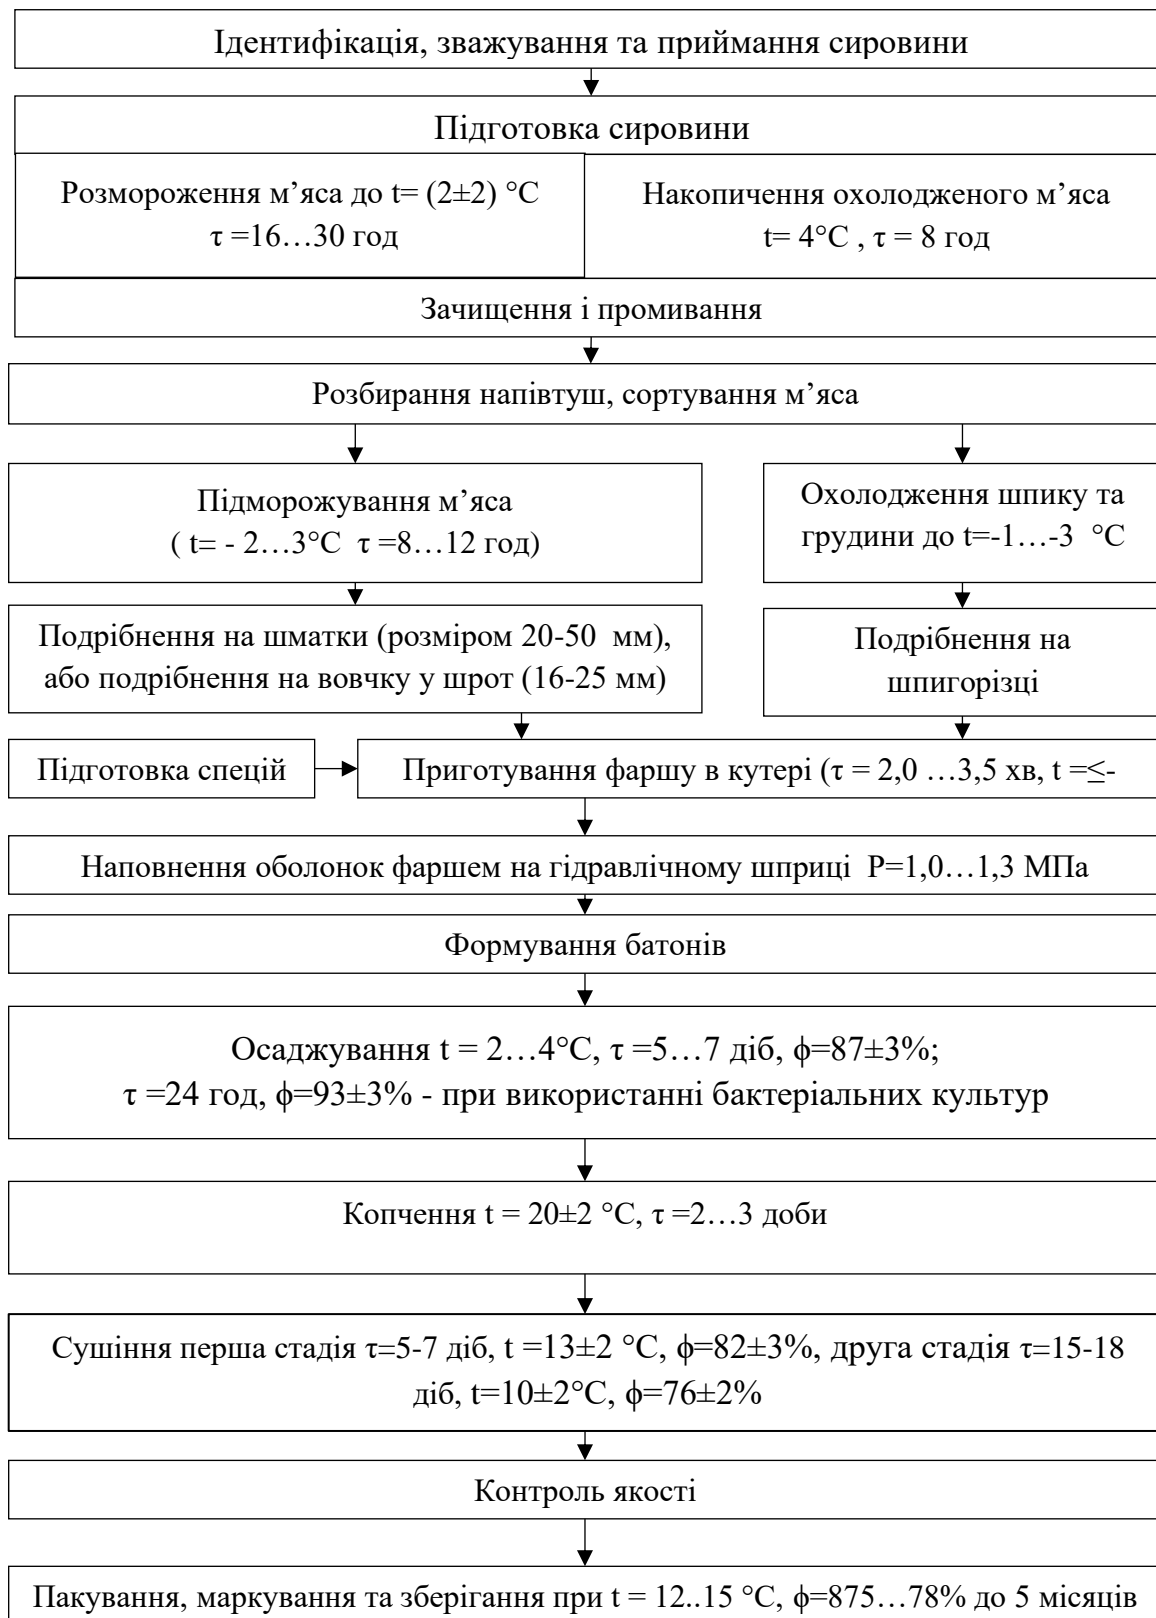 Ідентифікація, зважування та приймання сировини
Підготовка сировини
Розмороження м’яса до t= (2±2) °С
τ =16…30 год
Накопичення охолодженого м’яса
t= 4°С , τ = 8 год
Зачищення і промивання
Розбирання напівтуш, сортування м’яса
Підморожування м’яса
( t= - 2…3°С τ =8…12 год)
Охолодження шпику та
грудини до t=-1…-3 °С
Подрібнення на шматки (розміром 20-50 мм),
або подрібнення на вовчку у шрот (16-25 мм)
Подрібнення на
шпигорізці
Підготовка спецій
Приготування фаршу в кутері (τ = 2,0 …3,5 хв, t =≤-
Наповнення оболонок фаршем на гідравлічному шприці Р=1,0…1,3 МПа
Формування батонів
Осаджування t = 2…4°С, τ =5…7 діб, ϕ=87±3%;
τ =24 год, ϕ=93±3% - при використанні бактеріальних культур
Копчення t = 20±2 °С, τ =2…3 доби
Сушіння перша стадія τ=5-7 діб, t =13±2 °С, ϕ=82±3%, друга стадія τ=15-18
діб, t=10±2°С, ϕ=76±2%
Контроль якості
Пакування, маркування та зберігання при t = 12..15 °С, ϕ=875…78% до 5 місяців